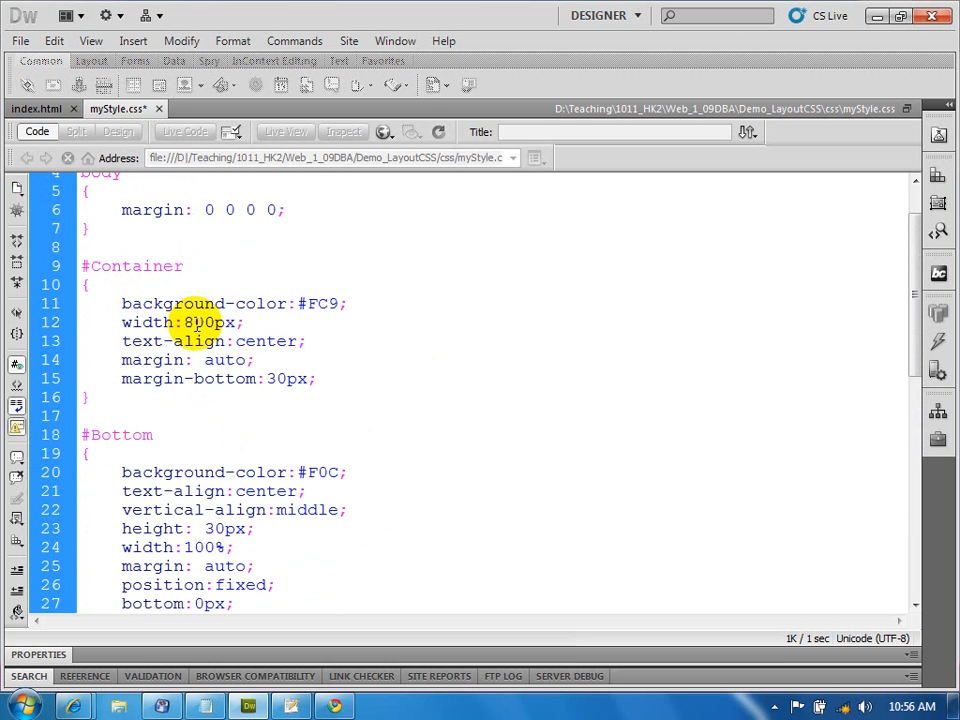 Dw DESIGNER CS Live
File Edit View Insert Modify Format Commands Site Window Help
Common Layout Forms Data Spry InContext Editing Text Favorites
index.html myStyle.css* D:\Teaching\1011_HK2\Web_1_09DBA\Demo_LayoutCSS\css\myStyle.css
Code Split Design Live Code Live View Inspect Title:
Address: file:///D|/Teaching/1011_HK2/Web_1_09DBA/Demo_LayoutCSS/css/myStyle.c
4 body
5 {
6 margin: 0 0 0 0;
7 }
8
9 #Container
10 {
11 background-color:#FC9;
12 width:800px;
13 text-align:center;
14 margin: auto;
15 margin-bottom:30px;
16 }
17
18 #Bottom
19 {
20 background-color:#F0C;
21 text-align:center;
22 vertical-align:middle;
23 height: 30px;
24 width:100%;
25 margin: auto;
26 position:fixed;
27 bottom:0px;
1K / 1 sec Unicode (UTF-8)
PROPERTIES
SEARCH REFERENCE VALIDATION BROWSER COMPATIBILITY LINK CHECKER SITE REPORTS FTP LOG SERVER DEBUG
Dw 10:56 AM